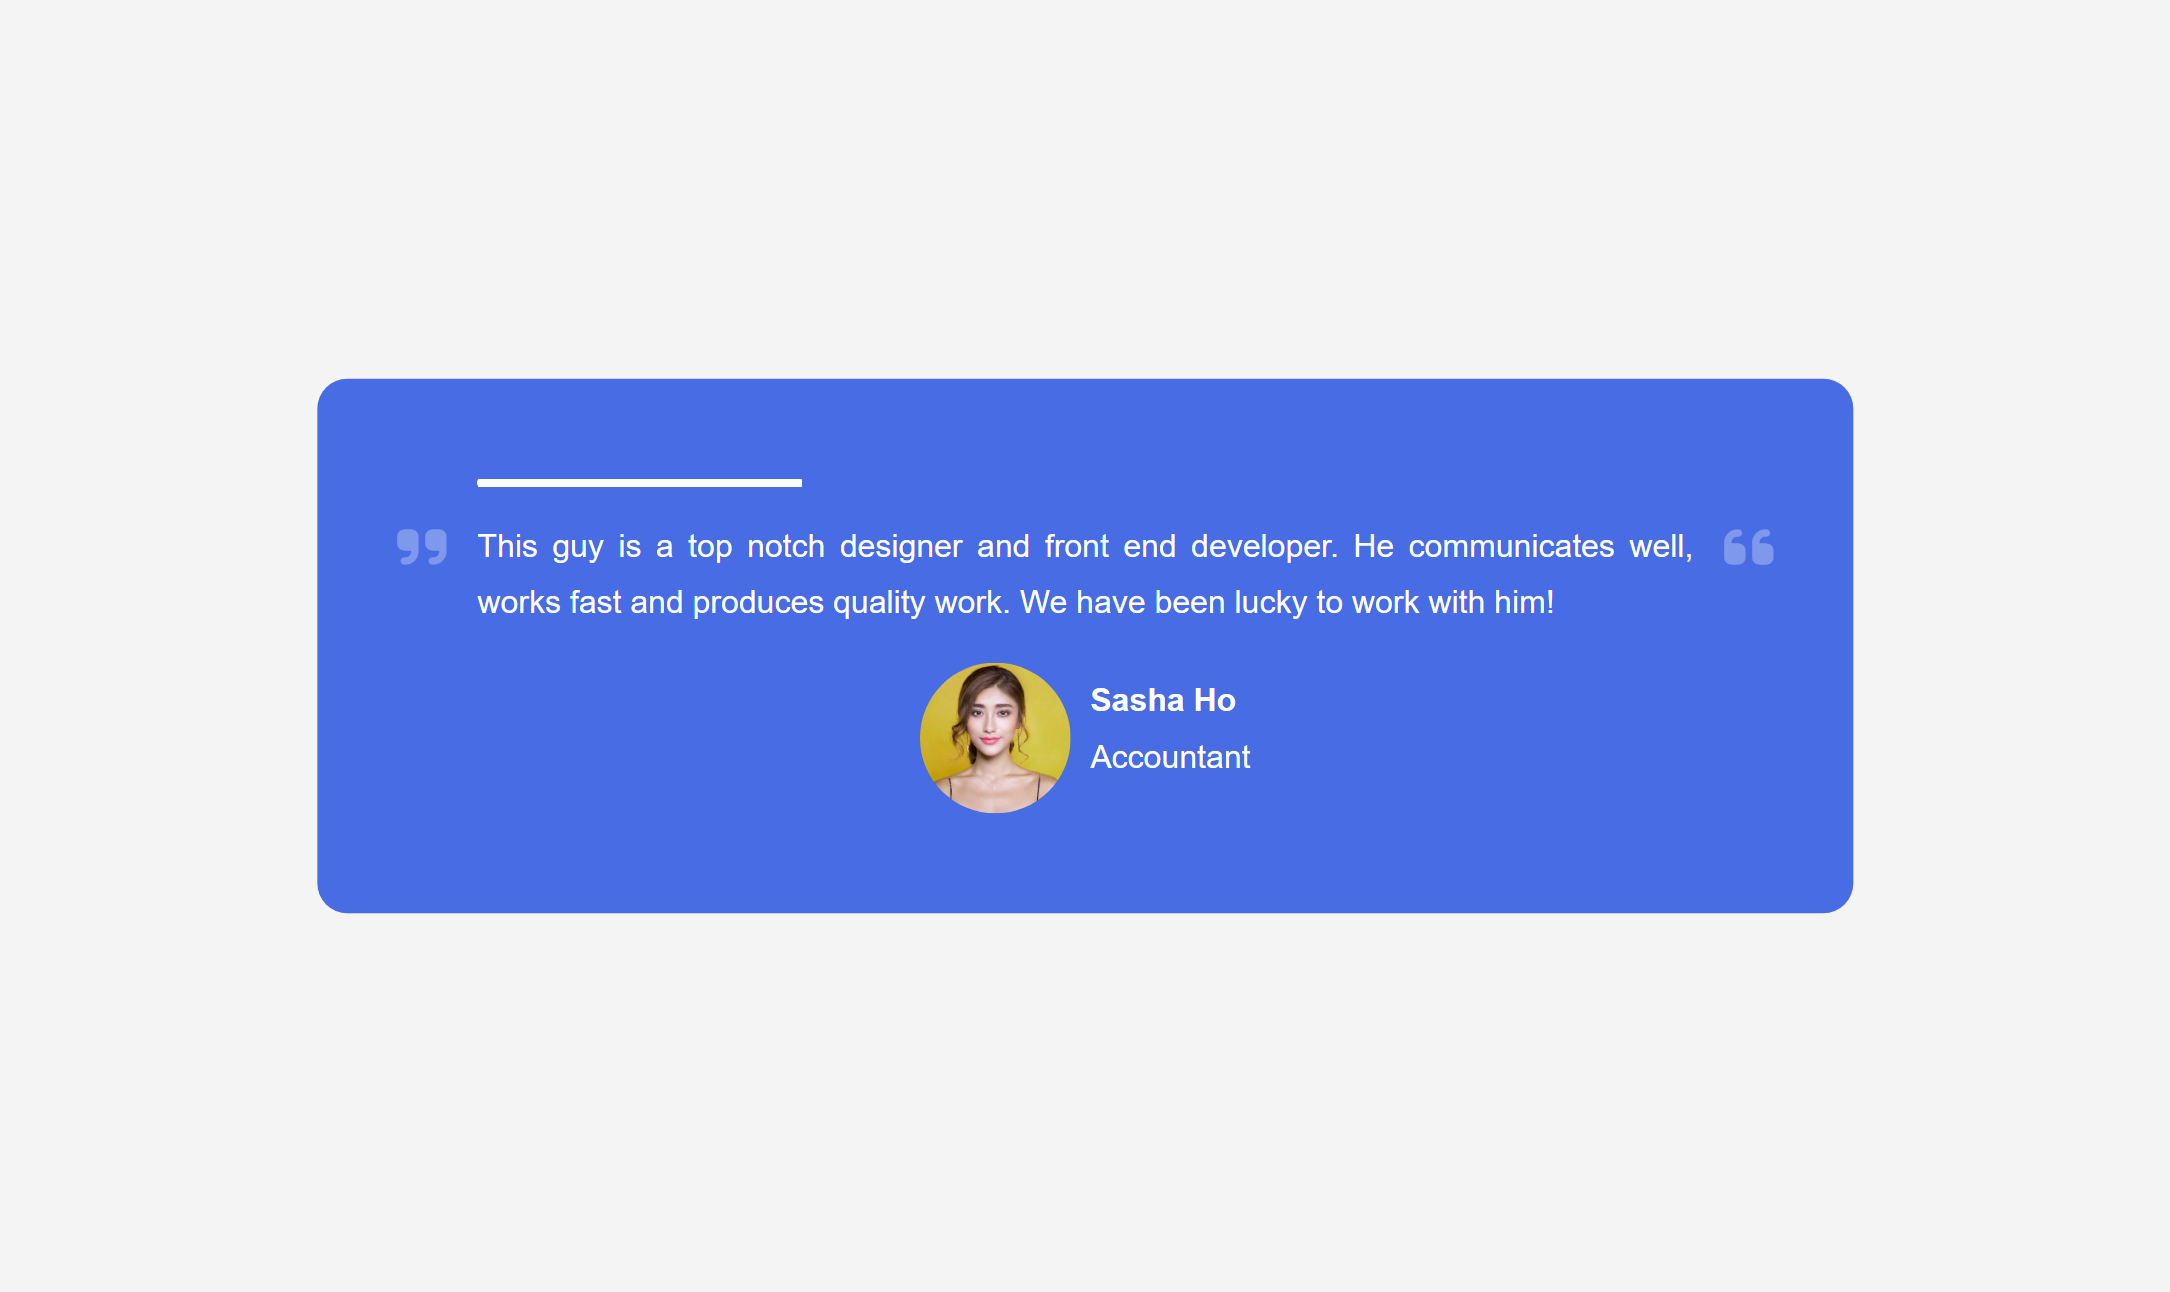 This guy is a top notch designer and front end developer. He communicates well,
works fast and produces quality work. We have been lucky to work with him!
Sasha Ho
Accountant